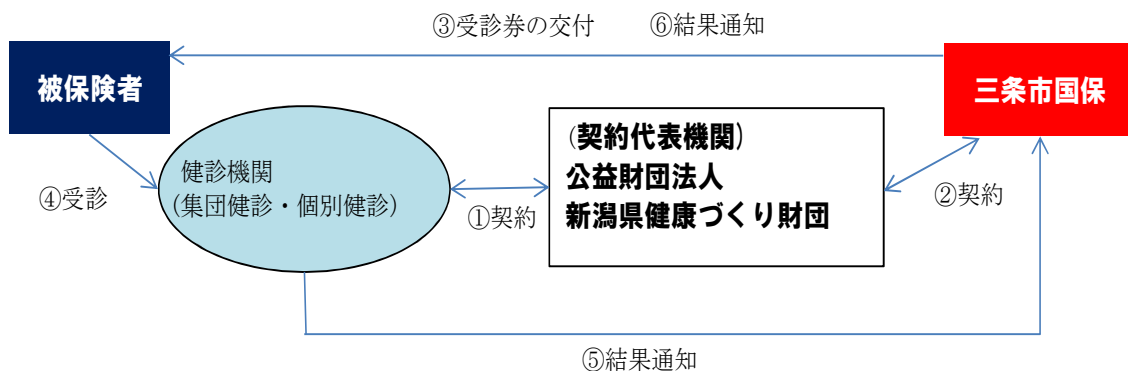 ③受診券の交付 ⑥結果通知
被保険者
三条市国保
(契約代表機関)
公益財団法人
新潟県健康づくり財団
健診機関
(集団健診・個別健診)
④受診
①契約
②契約
⑤結果通知